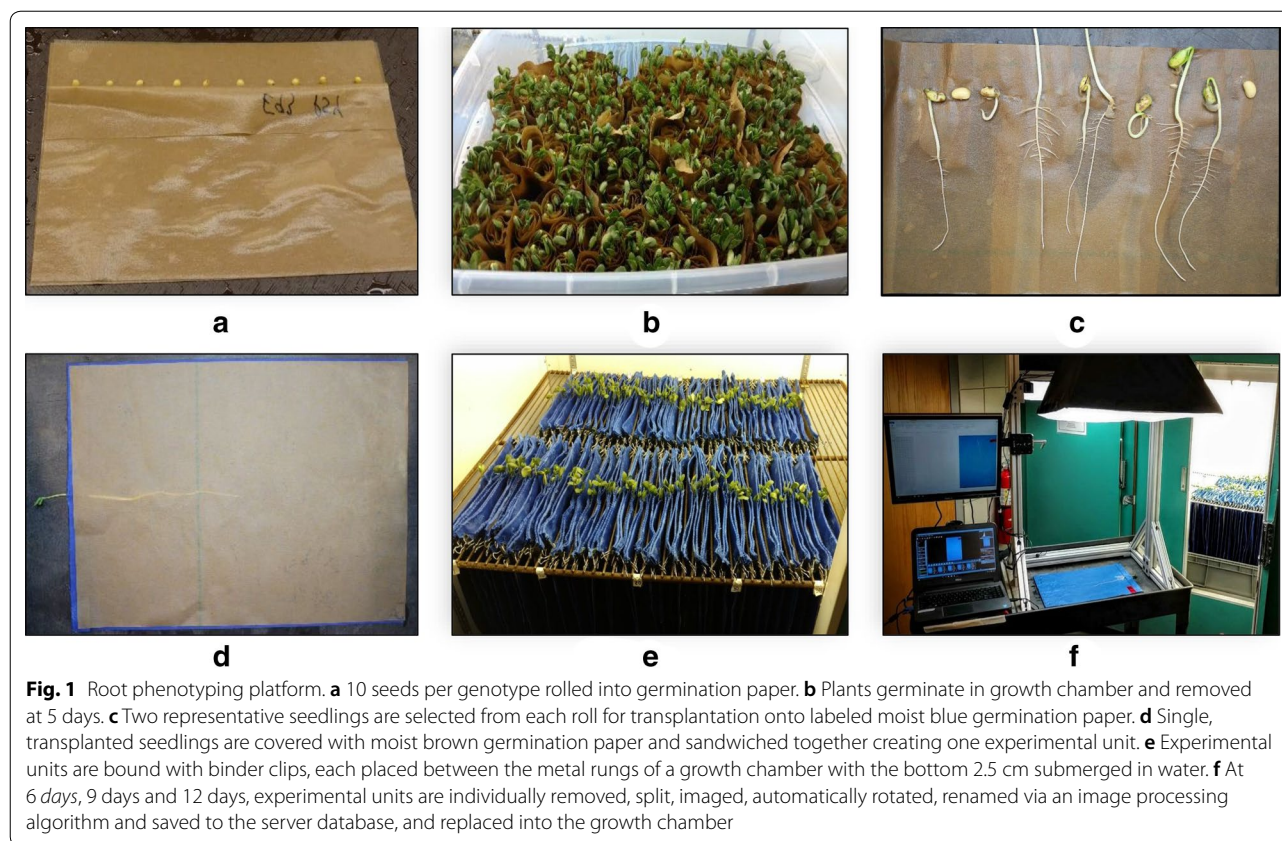 a
b
c
d
e
f
Fig. 1 Root phenotyping platform. a 10 seeds per genotype rolled into germination paper. b Plants germinate in growth chamber and removed
at 5 days. c Two representative seedlings are selected from each roll for transplantation onto labeled moist blue germination paper. d Single,
transplanted seedlings are covered with moist brown germination paper and sandwiched together creating one experimental unit. e Experimental
units are bound with binder clips, each placed between the metal rungs of a growth chamber with the bottom 2.5 cm submerged in water. f At
6 days, 9 days and 12 days, experimental units are individually removed, split, imaged, automatically rotated, renamed via an image processing
algorithm and saved to the server database, and replaced into the growth chamber